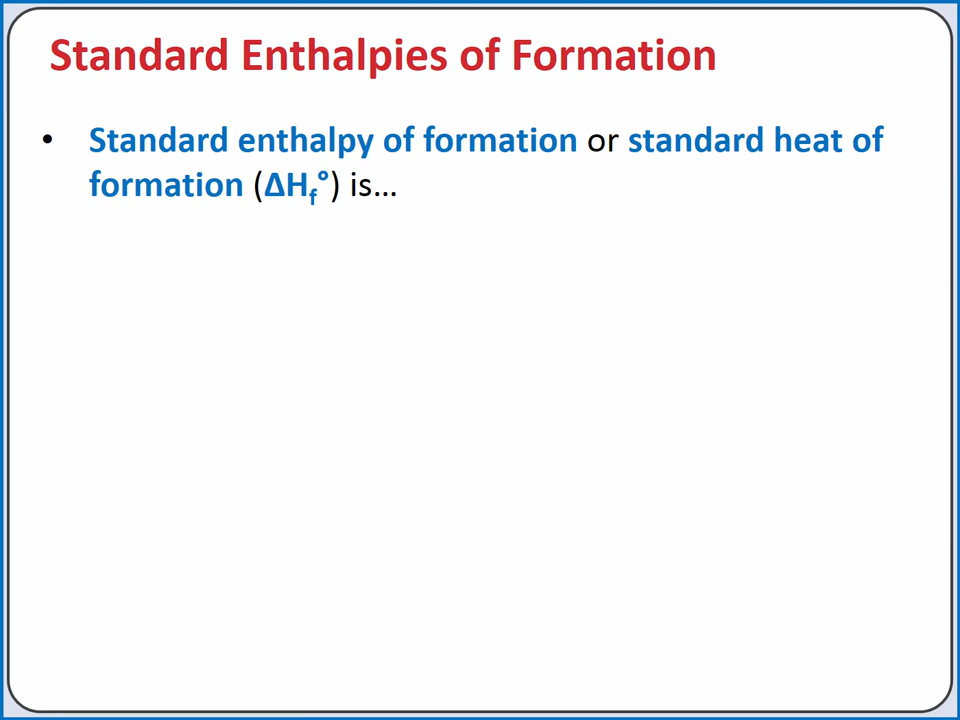 Standard Enthalpies of Formation
• Standard enthalpy of formation or standard heat of
formation (ΔHf°) is…